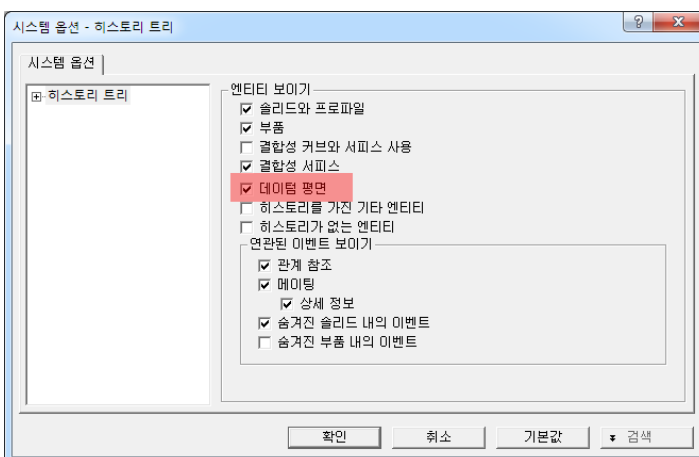 시스템 옵션 - 히스토리 트리
시스템 옵션
히스토리 트리
엔티티 보이기
솔리드와 프로파일
부품
결합성 커브와 서피스 사용
결합성 서피스
데이텀 평면
히스토리를 가진 기타 엔티티
히스토리가 없는 엔티티
연관된 이벤트 보이기
관계 참조
메이팅
상세 정보
숨겨진 솔리드 내의 이벤트
숨겨진 부품 내의 이벤트
확인 취소 기본값 검색